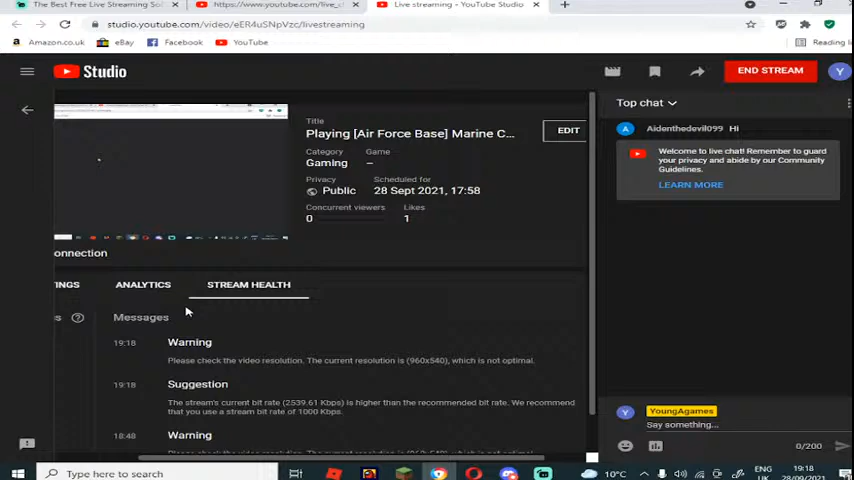 The Best Free Live Streaming So
https://www.youtube.com/live_c
Live streaming - YouTube Studio
studio.youtube.com/video/eER4uSNpVzc/livestreaming
Amazon.co.uk
eBay
Facebook
YouTube
Reading li
Studio
END STREAM
Y
Title
Playing [Air Force Base] Marine C...
EDIT
Category
Game
Gaming
–
Privacy
Scheduled for
Public
28 Sept 2021, 17:58
Concurrent viewers
Likes
0
1
onnection
INGS
ANALYTICS
STREAM HEALTH
s
Messages
19:18
Warning
Please check the video resolution. The current resolution is (960x540), which is not optimal.
19:18
Suggestion
The stream's current bit rate (2539.61 Kbps) is higher than the recommended bit rate. We recommend
that you use a stream bit rate of 1000 Kbps.
18:48
Warning
Top chat
A
Aidenthedevil099 Hi
Welcome to live chat! Remember to guard
your privacy and abide by our Community
Guidelines.
LEARN MORE
Y
YoungAgames
Say something...
0/200
Type here to search
10°C
ENG
UK
19:18
28/09/2021